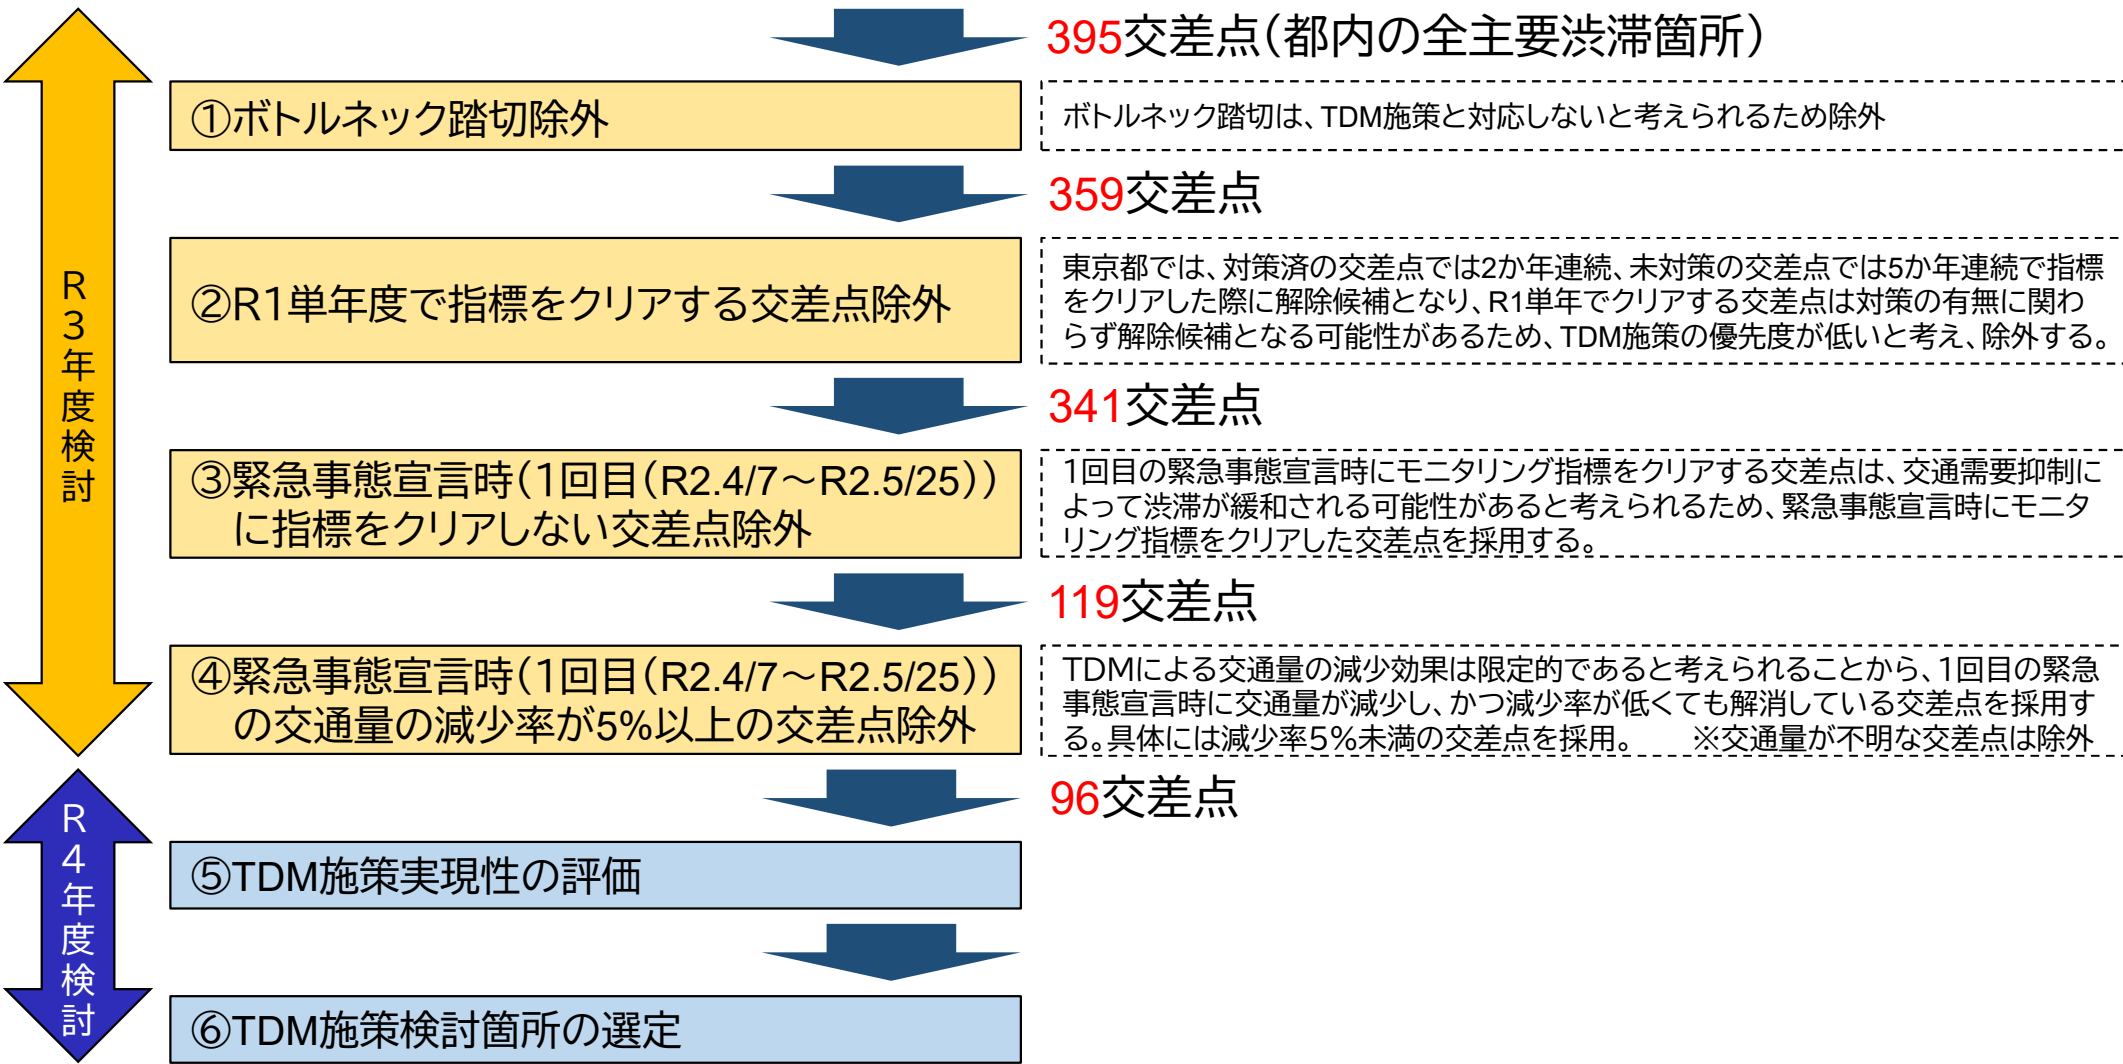 395交差点(都内の全主要渋滞箇所)
①ボトルネック踏切除外
ボトルネック踏切は、TDM施策と対応しないと考えられるため除外
359交差点
②R1単年度で指標をクリアする交差点除外
東京都では、対策済の交差点では2か年連続、未対策の交差点では5か年連続で指標
をクリアした際に解除候補となり、R1単年でクリアする交差点は対策の有無に関わ
らず解除候補となる可能性があるため、TDM施策の優先度が低いと考え、除外する。
341交差点
③緊急事態宣言時(1回目(R2.4/7～R2.5/25))
に指標をクリアしない交差点除外
1回目の緊急事態宣言時にモニタリング指標をクリアする交差点は、交通需要抑制に
よって渋滞が緩和される可能性があると考えられるため、緊急事態宣言時にモニタ
リング指標をクリアした交差点を採用する。
119交差点
④緊急事態宣言時(1回目(R2.4/7～R2.5/25))
の交通量の減少率が5%以上の交差点除外
TDMによる交通量の減少効果は限定的であると考えられることから、1回目の緊急
事態宣言時に交通量が減少し、かつ減少率が低くても解消している交差点を採用す
る。具体には減少率5%未満の交差点を採用。 ※交通量が不明な交差点は除外
96交差点
R3年度検討
⑤TDM施策実現性の評価
⑥TDM施策検討箇所の選定
R4年度検討